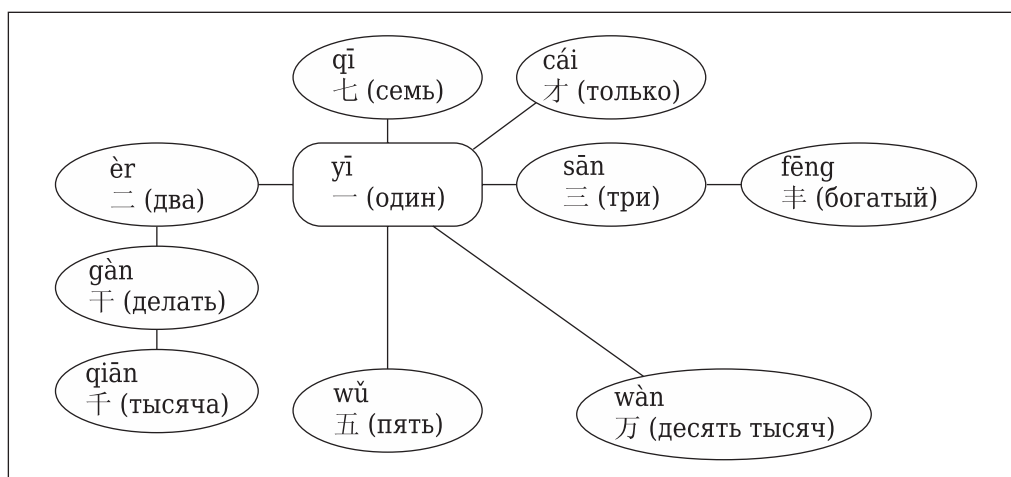 qī
七 (семь)
cái
才 (только)
èr
二 (два)
yī
一 (один)
sān
三 (три)
fēng
丰 (богатый)
gàn
干 (делать)
qiān
千 (тысяча)
wǔ
五 (пять)
wàn
万 (десять тысяч)